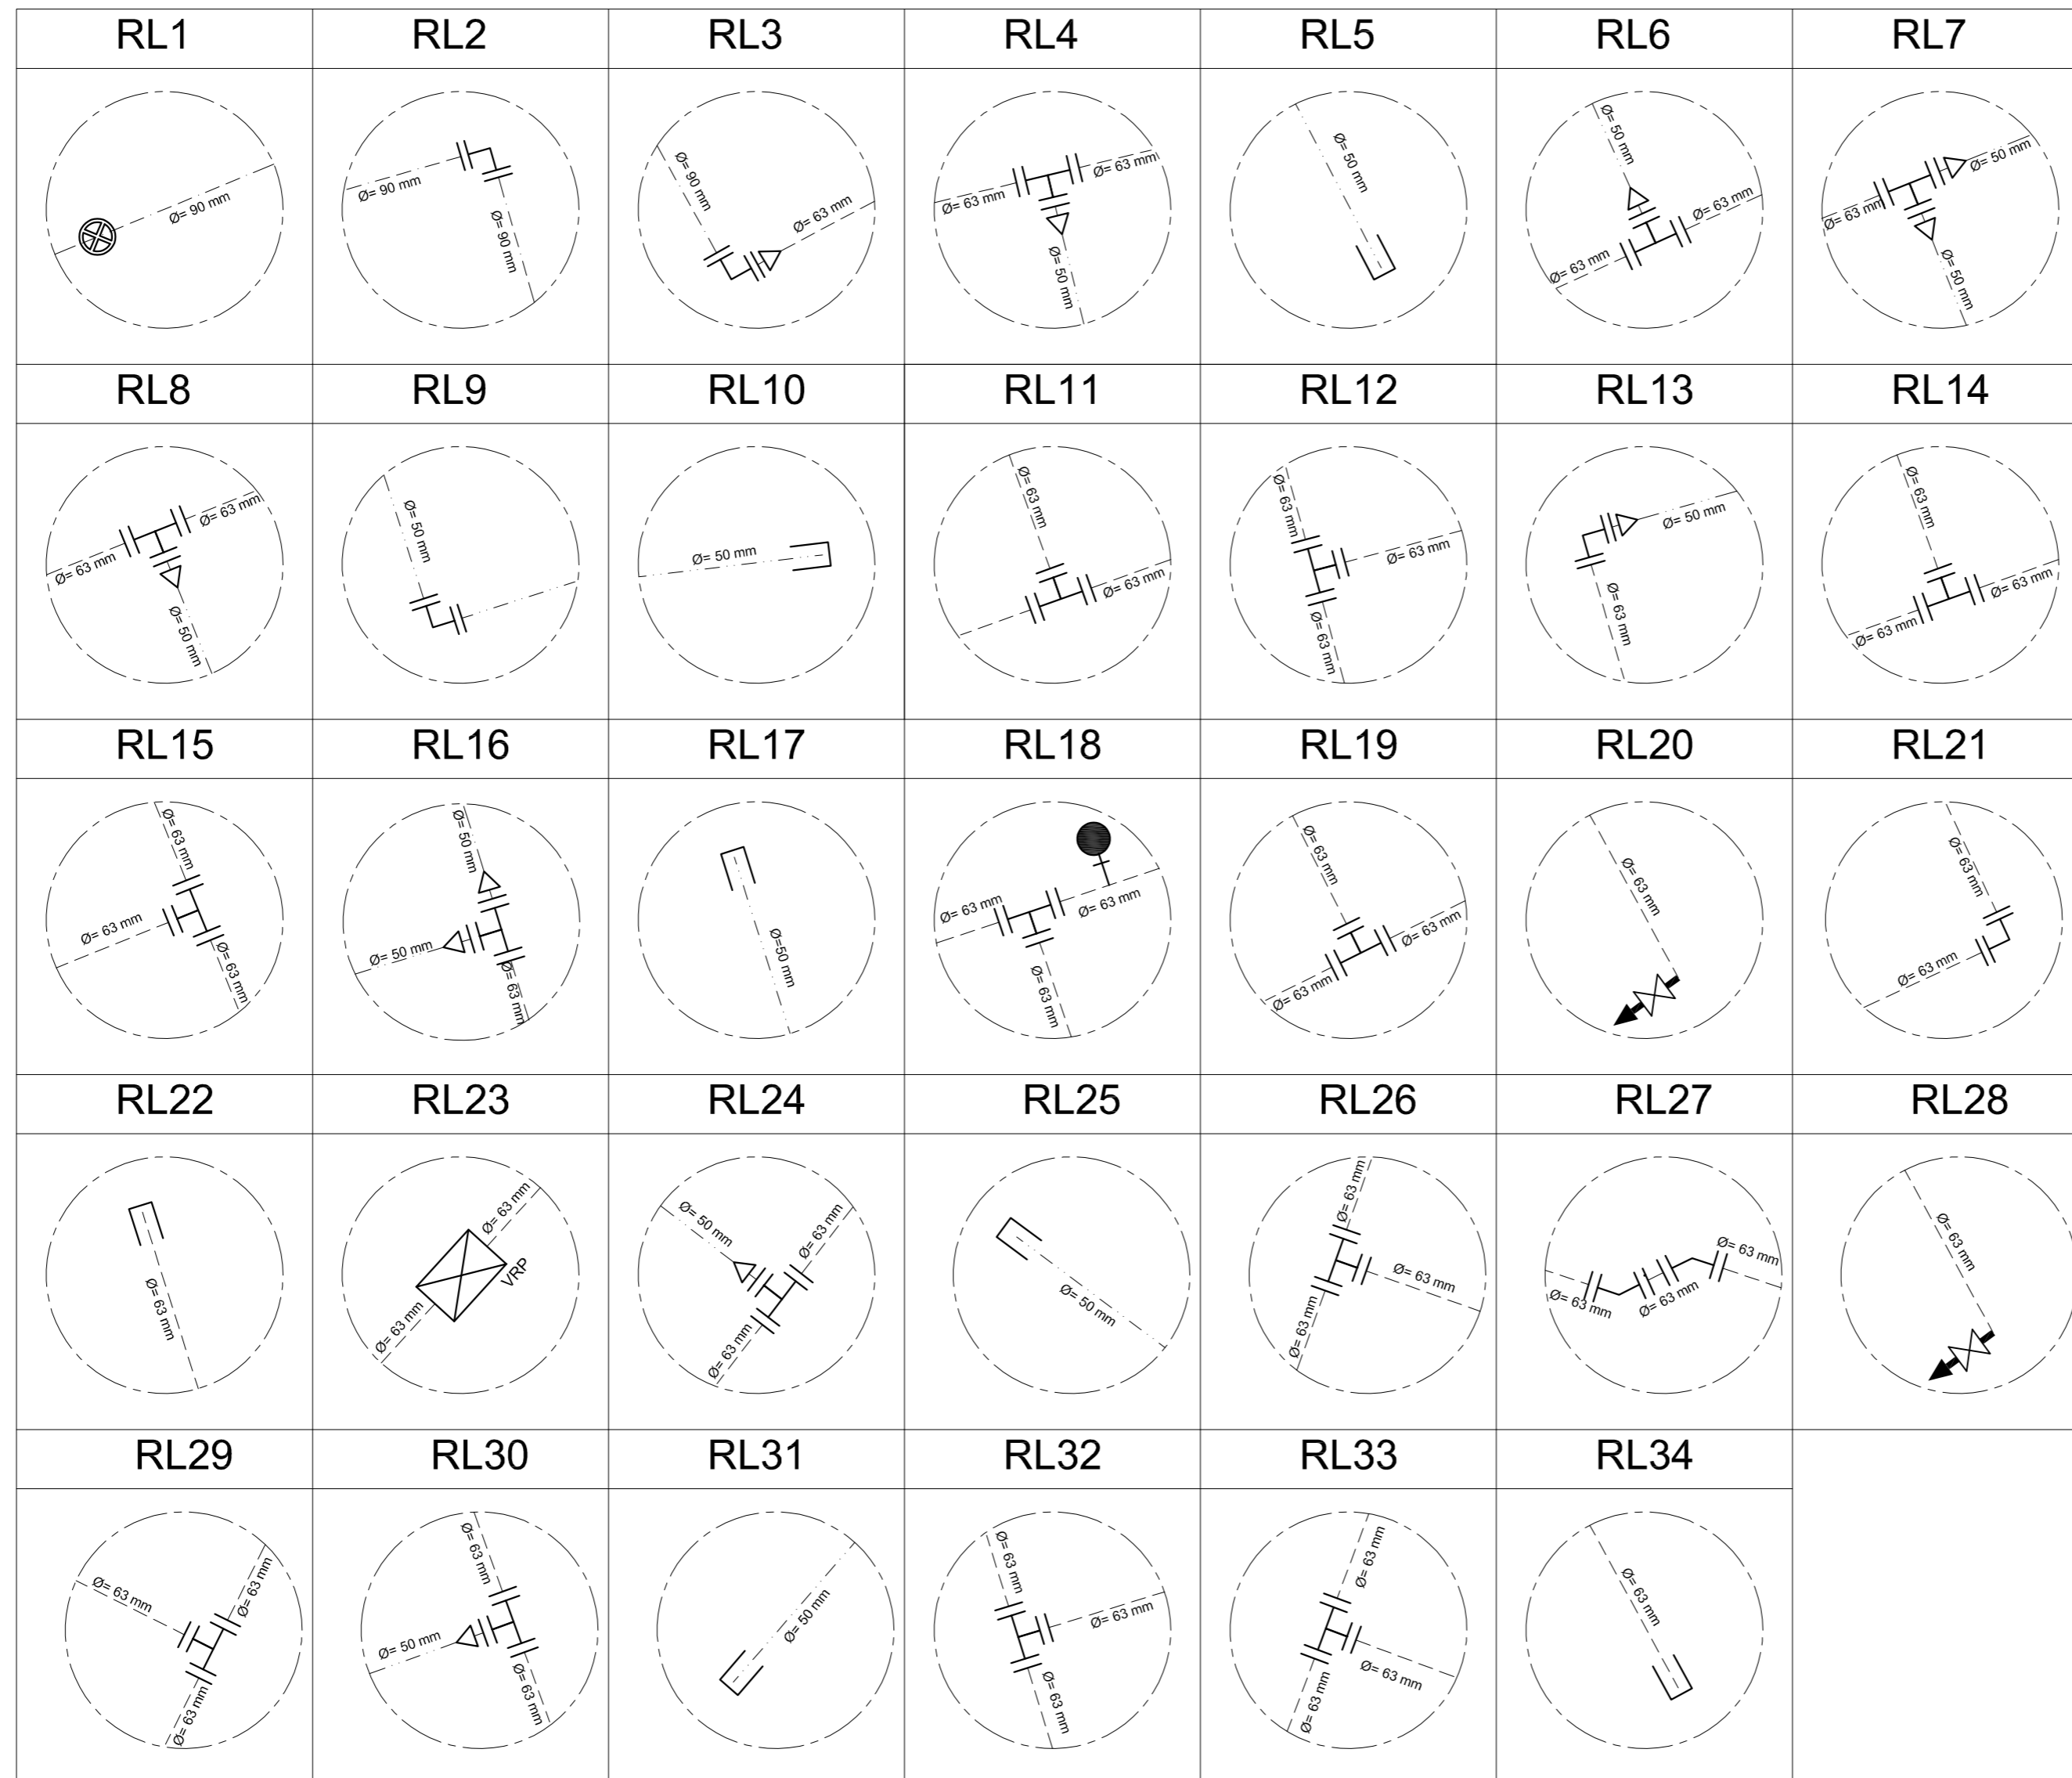 RL1 RL2 RL3 RL4 RL5 RL6 RL7
Ø= 90 mm
Ø= 90 mm
Ø= 90 mm
Ø= 90 mm
Ø= 63 mm
Ø= 63 mm
Ø= 63 mm
Ø= 50 mm
Ø= 50 mm
Ø= 50 mm
Ø= 63 mm
Ø= 63 mm
Ø= 63 mm
Ø= 50 mm
Ø= 50 mm
RL8 RL9 RL10 RL11 RL12 RL13 RL14
Ø= 63 mm
Ø= 63 mm
Ø= 50 mm
Ø= 50 mm
Ø= 50 mm
Ø= 63 mm
Ø= 63 mm
Ø= 63 mm
Ø= 63 mm
Ø= 63 mm
Ø= 50 mm
Ø= 63 mm
Ø= 63 mm
Ø= 63 mm
Ø= 63 mm
RL15 RL16 RL17 RL18 RL19 RL20 RL21
Ø= 63 mm
Ø= 63 mm
Ø= 63 mm
Ø= 50 mm
Ø= 50 mm
Ø= 63 mm
Ø=50 mm
Ø= 63 mm
Ø= 63 mm
Ø= 63 mm
Ø= 63 mm
Ø= 63 mm
Ø= 63 mm
Ø= 63 mm
Ø= 63 mm
Ø= 63 mm
RL22 RL23 RL24 RL25 RL26 RL27 RL28
Ø= 63 mm
Ø= 63 mm
VRP
Ø= 63 mm
Ø= 50 mm
Ø= 63 mm
Ø= 63 mm
Ø= 50 mm
Ø= 63 mm
Ø= 63 mm
Ø= 63 mm
Ø= 63 mm
Ø= 63 mm
Ø= 63 mm
Ø= 63 mm
RL29 RL30 RL31 RL32 RL33 RL34
Ø= 63 mm
Ø= 63 mm
Ø= 63 mm
Ø= 63 mm
Ø= 50 mm
Ø= 63 mm
Ø= 50 mm
Ø= 63 mm
Ø= 63 mm
Ø= 63 mm
Ø= 63 mm
Ø= 63 mm
Ø= 63 mm
Ø= 63 mm